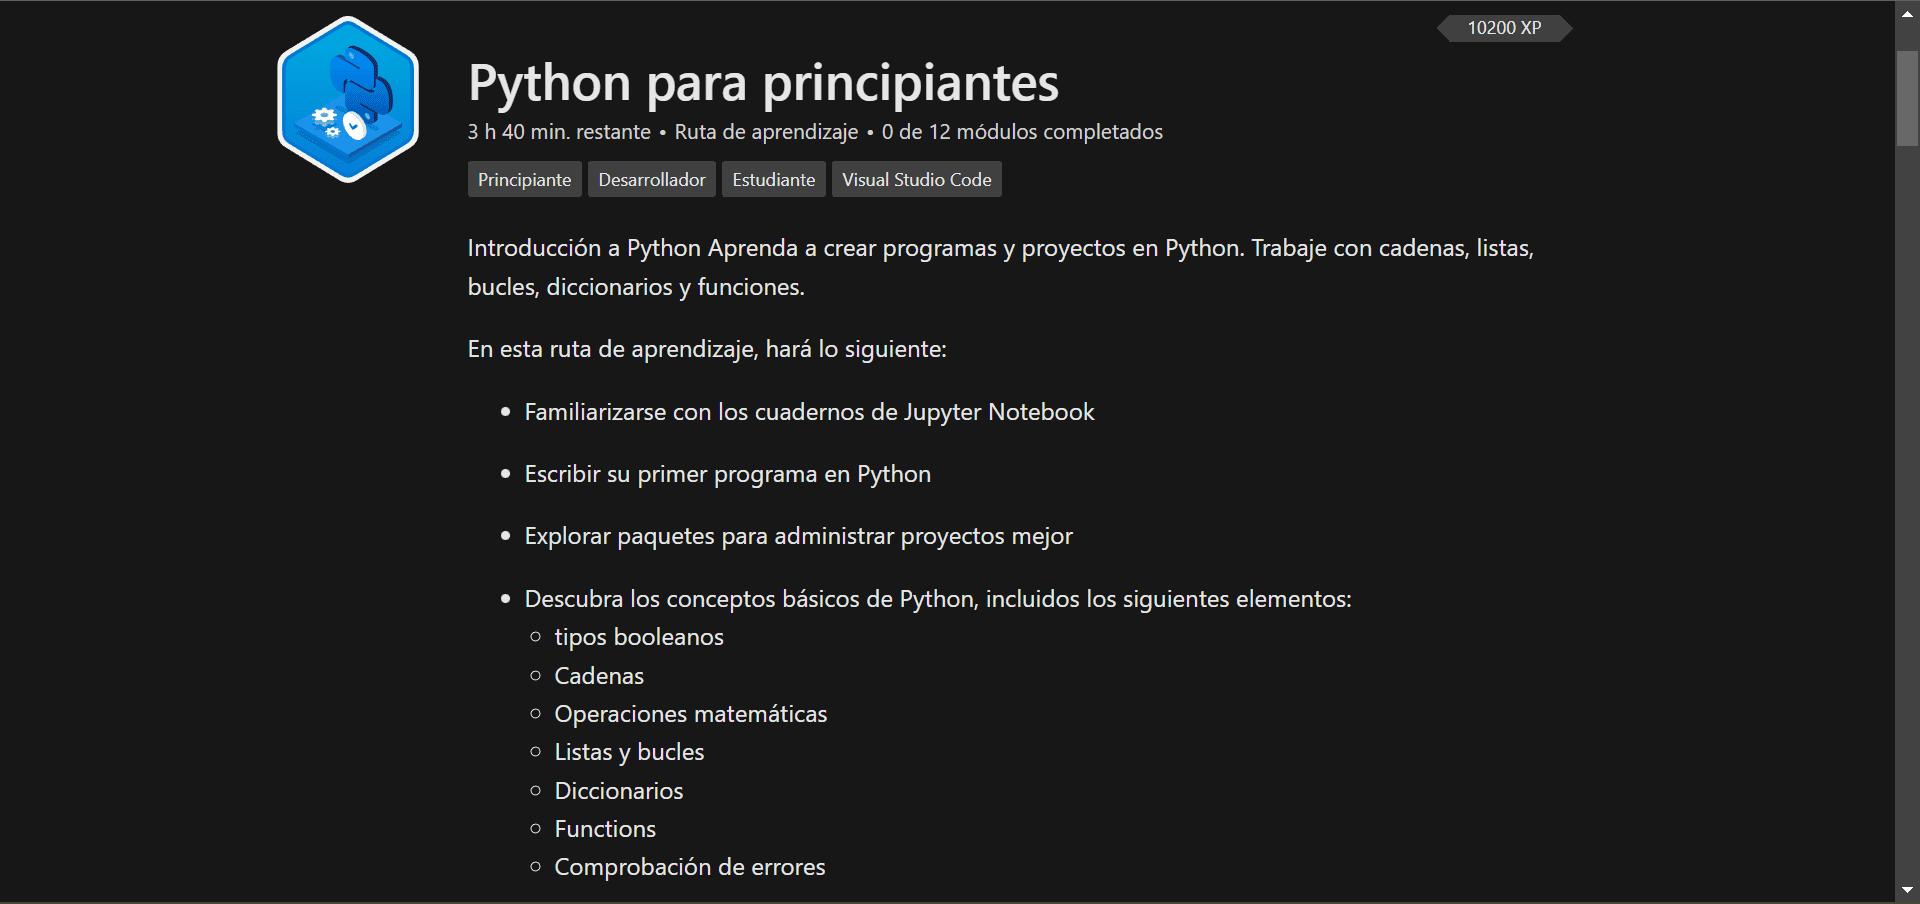 10200 XP
Python para principiantes
3 h 40 min. restante • Ruta de aprendizaje • 0 de 12 módulos completados
Principiante Desarrollador Estudiante Visual Studio Code
Introducción a Python Aprenda a crear programas y proyectos en Python. Trabaje con cadenas, listas,
bucles, diccionarios y funciones.
En esta ruta de aprendizaje, hará lo siguiente:
• Familiarizarse con los cuadernos de Jupyter Notebook
• Escribir su primer programa en Python
• Explorar paquetes para administrar proyectos mejor
• Descubra los conceptos básicos de Python, incluidos los siguientes elementos:
○ tipos booleanos
○ Cadenas
○ Operaciones matemáticas
○ Listas y bucles
○ Diccionarios
○ Functions
○ Comprobación de errores